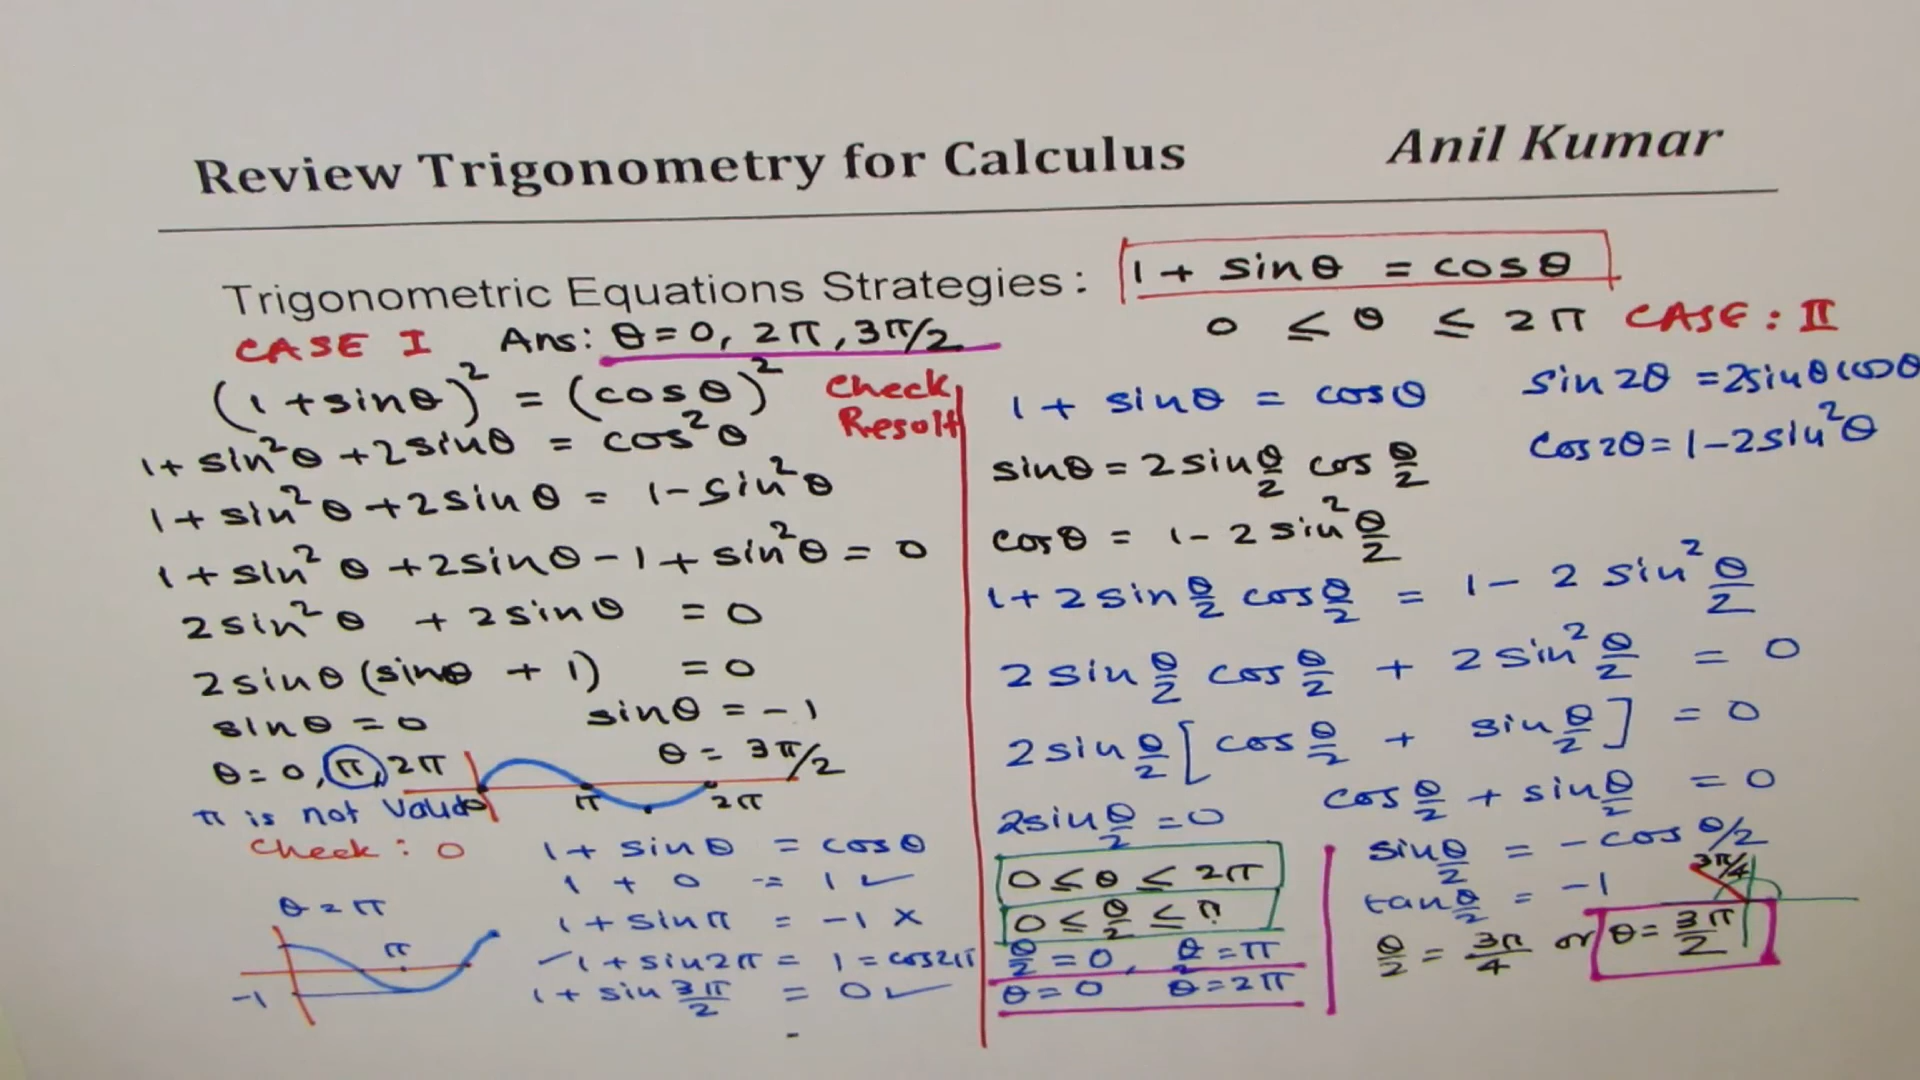 Review Trigonometry for Calculus
Anil Kumar
Trigonometric Equations Strategies: 1 + sinθ = cosθ
0 ≤ θ ≤ 2π
CASE I Ans: θ = 0, 2π, 3π/2
(1 + sinθ)² = (cosθ)²
Check Result
1 + sin²θ + 2sinθ = cos²θ
1 + sin²θ + 2sinθ = 1 - sin²θ
1 + sin²θ + 2sinθ - 1 + sin²θ = 0
2sin²θ + 2sinθ = 0
2sinθ (sinθ + 1) = 0
sinθ = 0 sinθ = -1
θ = 0, π, 2π θ = 3π/2
π 2π
π is not valid
Check: 0 1 + sinθ = cosθ
1 + 0 = 1 ✓
θ = π
1 + sinπ = -1 ×
π
-1
1 + sin2π = 1 = cos2π
1 + sin 3π/2 = 0 ✓
CASE: II
1 + sinθ = cosθ
sin2θ = 2sinθcosθ
cos2θ = 1 - 2sin²θ
sinθ = 2sin θ/2 cos θ/2
cosθ = 1 - 2sin² θ/2
1 + 2sin θ/2 cos θ/2 = 1 - 2 sin² θ/2
2sin θ/2 cos θ/2 + 2sin² θ/2 = 0
2sin θ/2 [cos θ/2 + sin θ/2] = 0
2sin θ/2 = 0
0 ≤ θ ≤ 2π
0 ≤ θ/2 ≤ π
θ/2 = 0, θ/2 = π
θ = 0 θ = 2π
cos θ/2 + sin θ/2 = 0
sin θ/2 = -cos θ/2
3π/4
tan θ/2 = -1
θ/2 = 3π/4 or θ = 3π/2